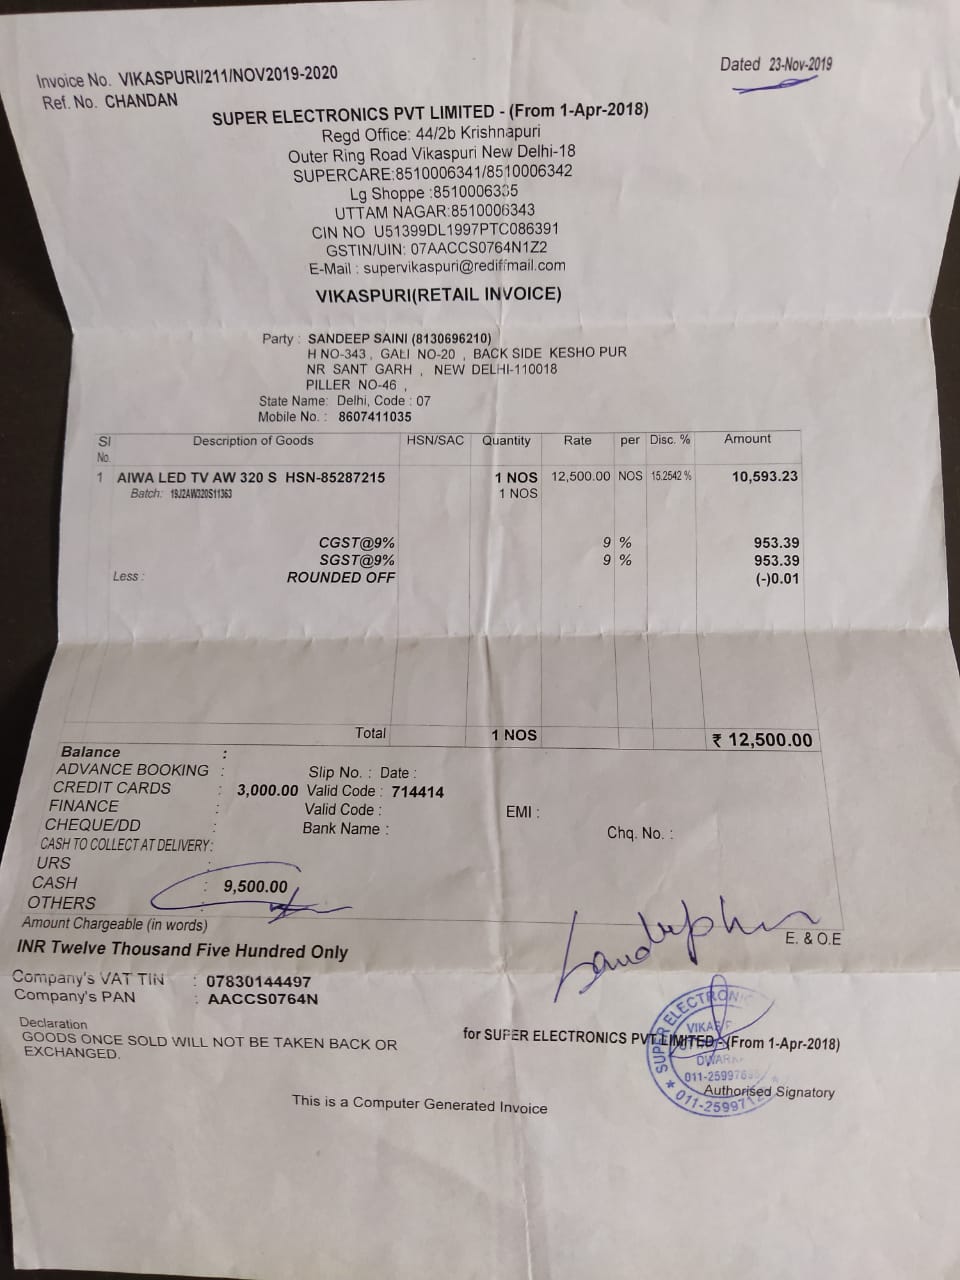 Invoice No. VIKASPURI/211/NOV2019-2020
Dated 23-Nov-2019
Ref. No. CHANDAN
SUPER ELECTRONICS PVT LIMITED - (From 1-Apr-2018)
Regd Office: 44/2b Krishnapuri
Outer Ring Road Vikaspuri New Delhi-18
SUPERCARE:8510006341/8510006342
Lg Shoppe :8510006335
UTTAM NAGAR:8510006343
CIN NO U51399DL1997PTC086391
GSTIN/UIN: 07AACCS0764N1Z2
E-Mail : supervikaspuri@rediffmail.com
VIKASPURI(RETAIL INVOICE)
Party : SANDEEP SAINI (8130696210)
H NO-343 , GALI NO-20 , BACK SIDE KESHO PUR
NR SANT GARH , NEW DELHI-110018
PILLER NO-46 ,
State Name: Delhi, Code : 07
Mobile No. : 8607411035
Sl No. Description of Goods HSN/SAC Quantity Rate per Disc. % Amount
1 AIWA LED TV AW 320 S HSN-85287215 1 NOS 12,500.00 NOS 15.2542 % 10,593.23
Batch: 19J2AW320S11363 1 NOS
CGST@9% 9 % 953.39
SGST@9% 9 % 953.39
Less : ROUNDED OFF (-)0.01
Total 1 NOS ₹ 12,500.00
Balance :
ADVANCE BOOKING : Slip No. : Date :
CREDIT CARDS : 3,000.00 Valid Code : 714414
FINANCE : Valid Code : EMI :
CHEQUE/DD : Bank Name : Chq. No. :
CASH TO COLLECT AT DELIVERY:
URS :
CASH : 9,500.00
OTHERS :
Amount Chargeable (in words) E. & O.E
INR Twelve Thousand Five Hundred Only
Company's VAT TIN : 07830144497
Company's PAN : AACCS0764N
Declaration
GOODS ONCE SOLD WILL NOT BE TAKEN BACK OR
EXCHANGED.
for SUPER ELECTRONICS PVT LIMITED - (From 1-Apr-2018)
SUPER ELECTRONIC
Authorised Signatory
This is a Computer Generated Invoice